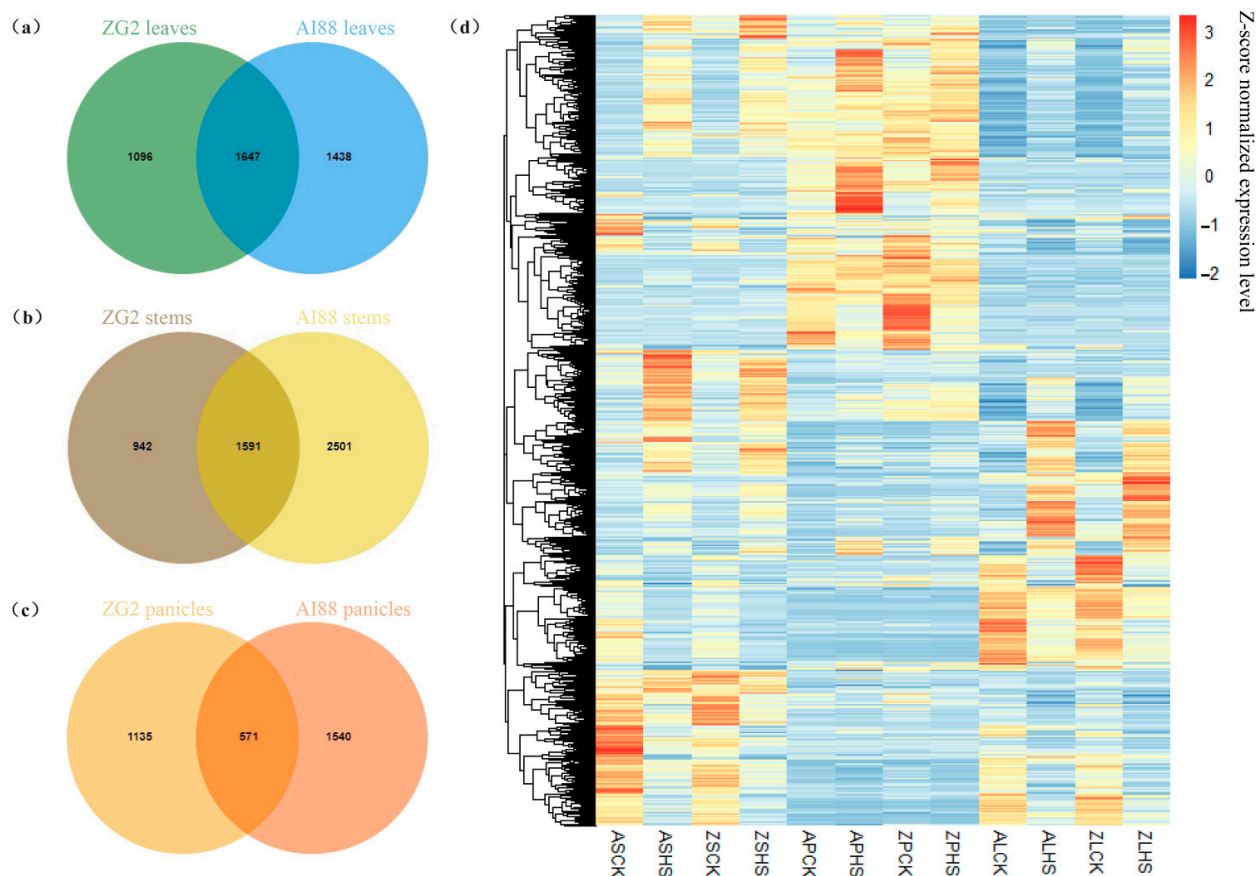 (a)
ZG2 leaves
AI88 leaves
1096
1647
1438
(b)
ZG2 stems
AI88 stems
942
1591
2501
(c)
ZG2 panicles
AI88 panicles
1135
571
1540
(d)
3
2
1
0
−1
−2
Z-score normalized expression level
ASCK
ASHS
ZSCK
ZSHS
APCK
APHS
ZPCK
ZPHS
ALCK
ALHS
ZLCK
ZLHS